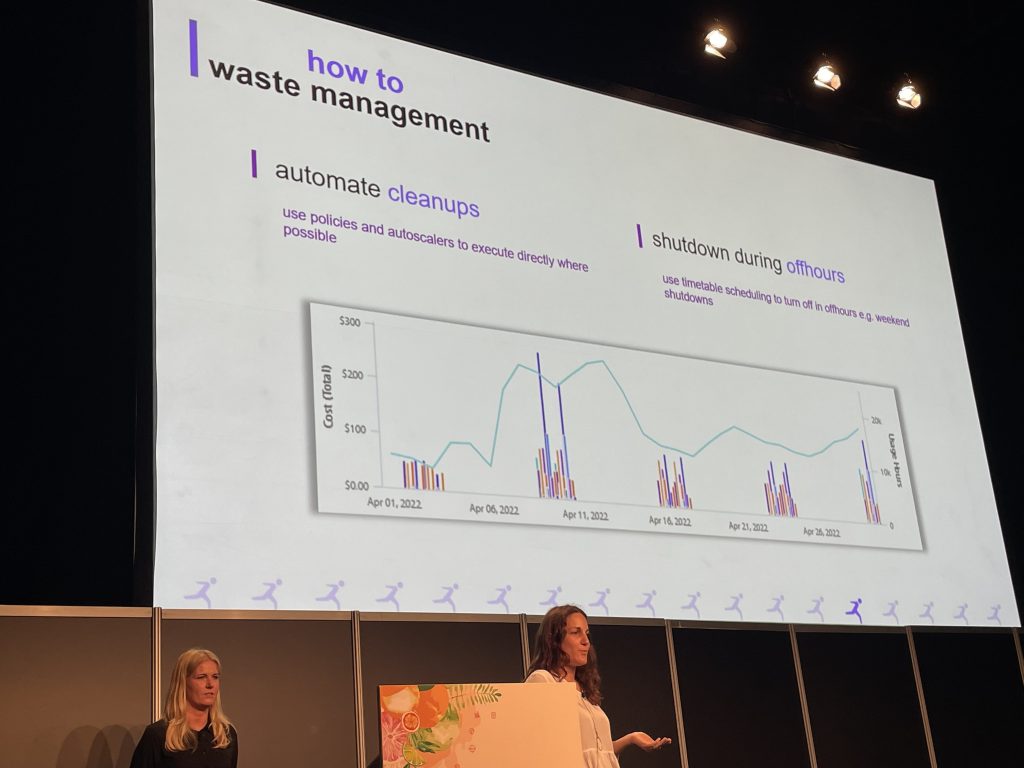 how to
waste management
automate cleanups
use policies and autoscalers to execute directly where
possible
shutdown during offhours
use timetable scheduling to turn off in offhours e.g. weekend
shutdowns
$300
$200
$100
$0.00
Cost (Total)
20k
10k
0
Usage Hours
Apr 01, 2022
Apr 06, 2022
Apr 11, 2022
Apr 16, 2022
Apr 21, 2022
Apr 26, 2022